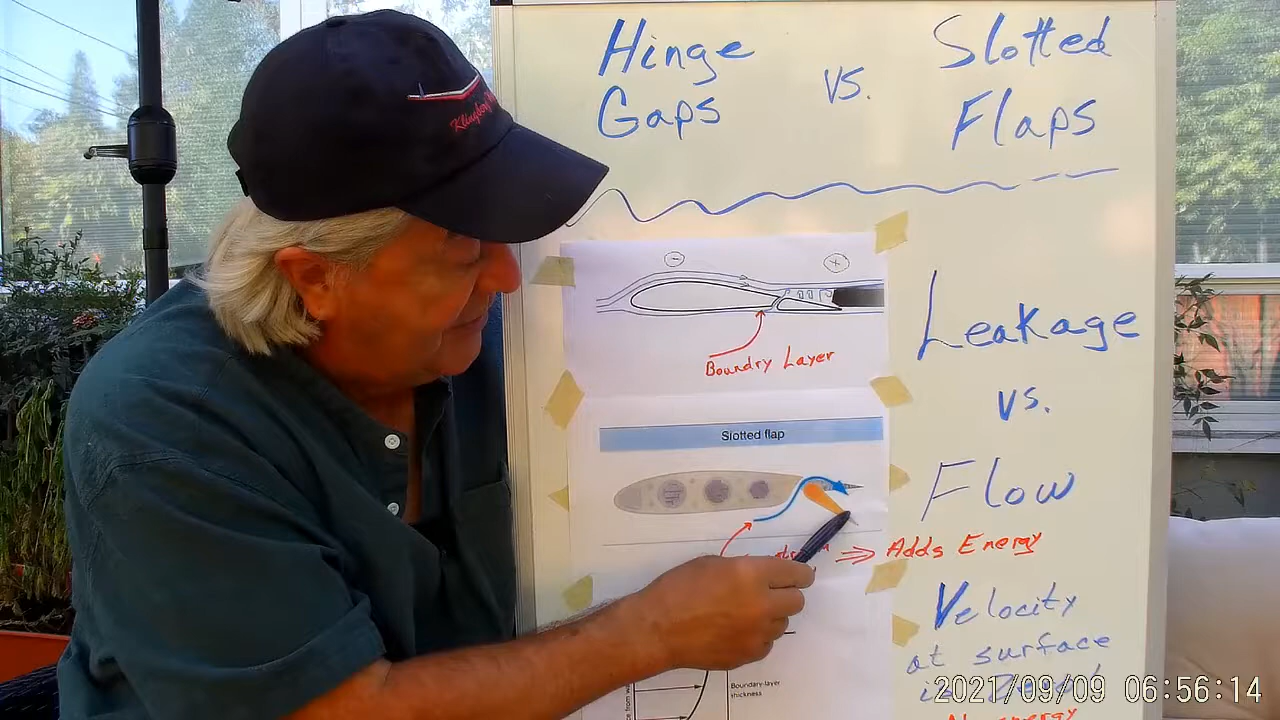 Hinge
Gaps
vs.
Slotted
Flaps
Boundry Layer
Leakage
vs.
Slotted flap
Flow
Adds Energy
Velocity
at surface
Boundary-layer
thickness
2021/09/09 06:56:14